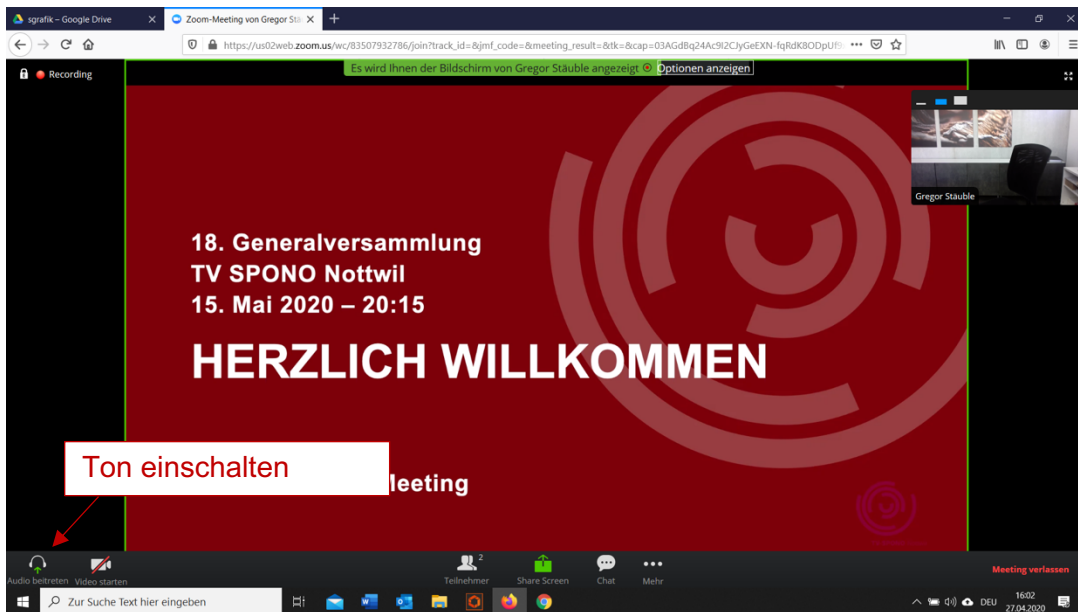 sgrafik – Google Drive
Zoom-Meeting von Gregor Stä
https://us02web.zoom.us/wc/83507932786/join?track_id=&jmf_code=&meeting_result=&tk=&cap=03AGdBq24Ac9I2CJyGeEXN-fqRdK8ODpUf9
Recording
Es wird Ihnen der Bildschirm von Gregor Stäuble angezeigt Optionen anzeigen
Gregor Stäuble
18. Generalversammlung
TV SPONO Nottwil
15. Mai 2020 – 20:15
HERZLICH WILLKOMMEN
Ton einschalten
Meeting
2
Audio beitreten Video starten Teilnehmer Share Screen Chat Mehr Meeting verlassen
Zur Suche Text hier eingeben
DEU
16:02
27.04.2020